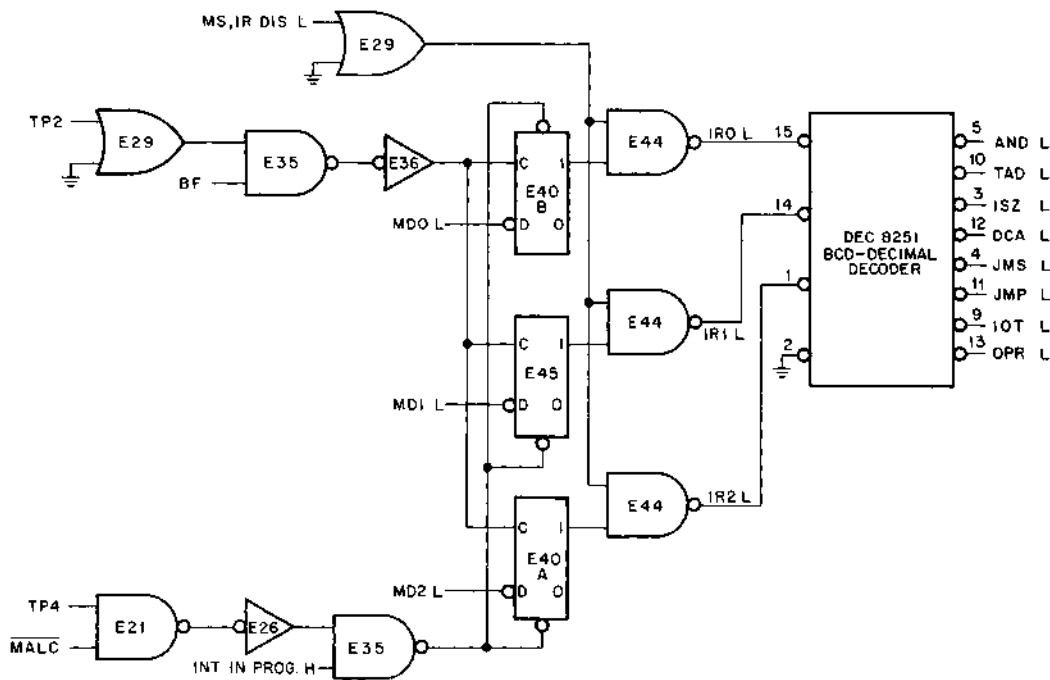 MS, IR DIS L
E29
TP2
E29
E35
BF
E36
C 1
E40
B
D 0
MD0 L
E44
IR0 L
15
14
1
2
DEC 8251
BCD-DECIMAL
DECODER
5 AND L
10 TAD L
3 ISZ L
12 DCA L
4 JMS L
11 JMP L
9 IOT L
13 OPR L
C 1
E45
D 0
MD1 L
E44
IR1 L
C 1
E40
A
D 0
MD2 L
E44
IR2 L
TP4
MALC
E21
E26
E35
INT IN PROG. H